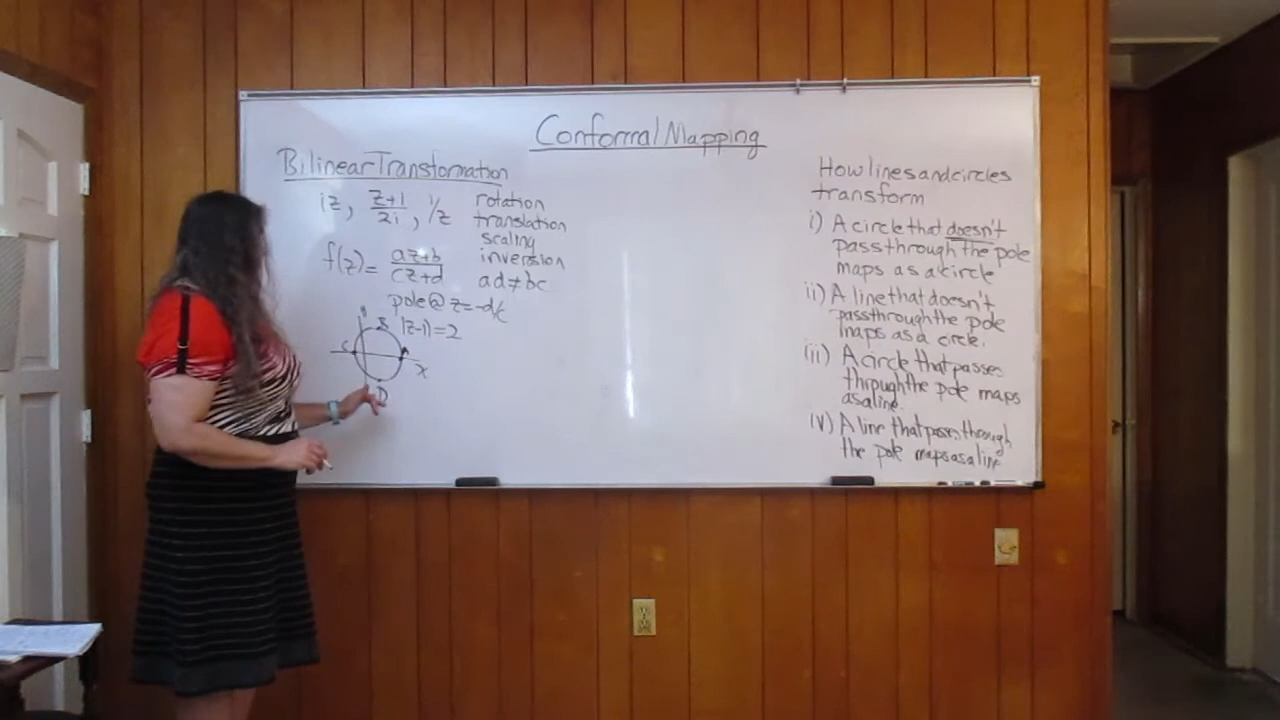 Conformal Mapping
Bilinear Transformation
iz, z+1/2i, 1/z
rotation
translation
scaling
inversion
f(z) = az+b/cz+d
ad≠bc
pole @ z=-d/c
|z-1|=2
B
C
x
D
How lines and circles
transform
i) A circle that doesn't
pass through the pole
maps as a circle
ii) A line that doesn't
pass through the pole
maps as a circle.
iii) A circle that passes
through the pole maps
as a line.
iv) A line that passes through
the pole maps as a line